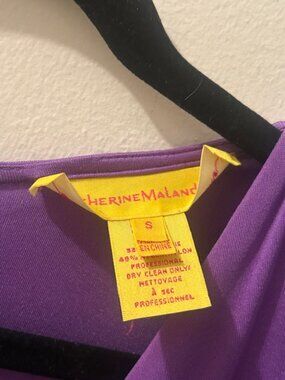 HERINEMALAND
S
PROFESSIONAL
DRY CLEAN ONLY
NETTOYAGE
À SEC
PROFESSIONNEL